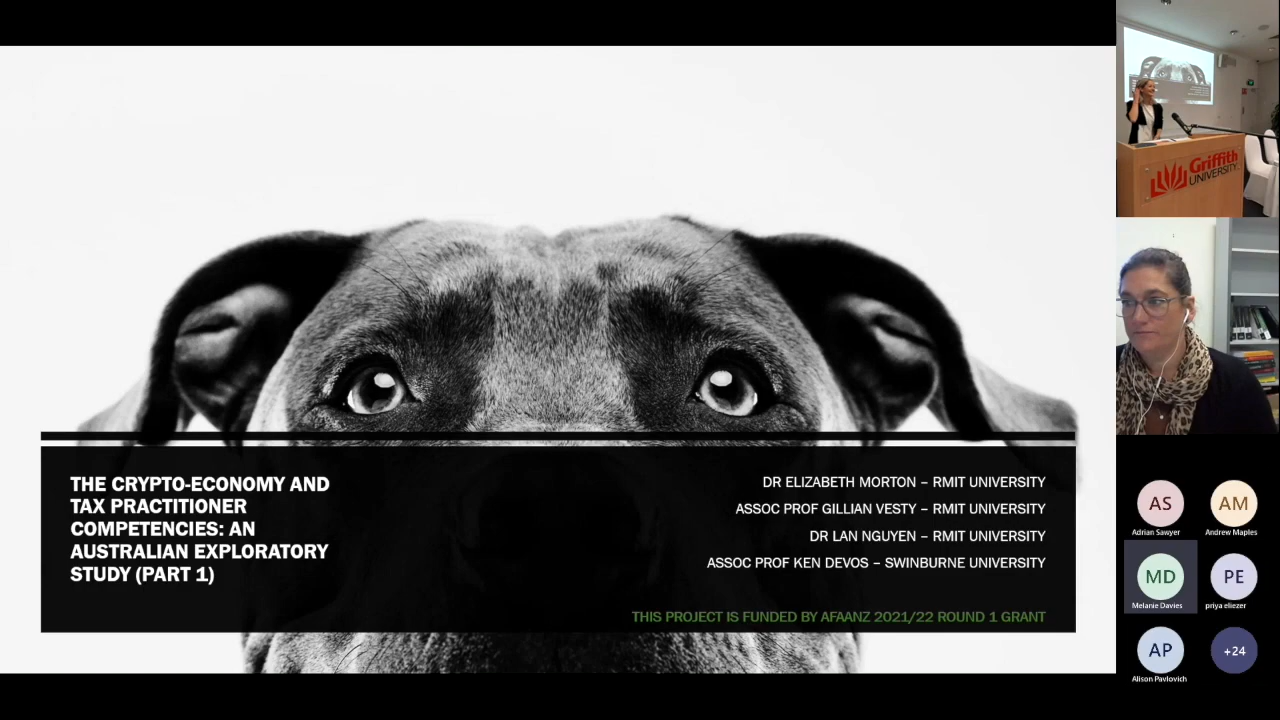 THE CRYPTO-ECONOMY AND
TAX PRACTITIONER
COMPETENCIES: AN
AUSTRALIAN EXPLORATORY
STUDY (PART 1)
DR ELIZABETH MORTON – RMIT UNIVERSITY
ASSOC PROF GILLIAN VESTY – RMIT UNIVERSITY
DR LAN NGUYEN – RMIT UNIVERSITY
ASSOC PROF KEN DEVOS – SWINBURNE UNIVERSITY
THIS PROJECT IS FUNDED BY AFAANZ 2021/22 ROUND 1 GRANT
Griffith
UNIVERSITY
AS
Adrian Sawyer
AM
Andrew Maples
MD
Melanie Davies
PE
priya eliezer
AP
Alison Pavlovich
+24